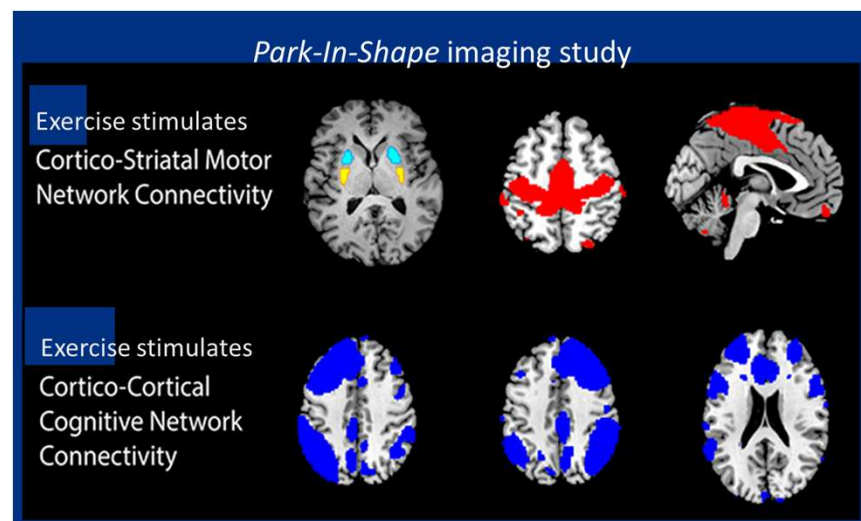 Park-In-Shape imaging study
Exercise stimulates
Cortico-Striatal Motor
Network Connectivity
Exercise stimulates
Cortico-Cortical
Cognitive Network
Connectivity